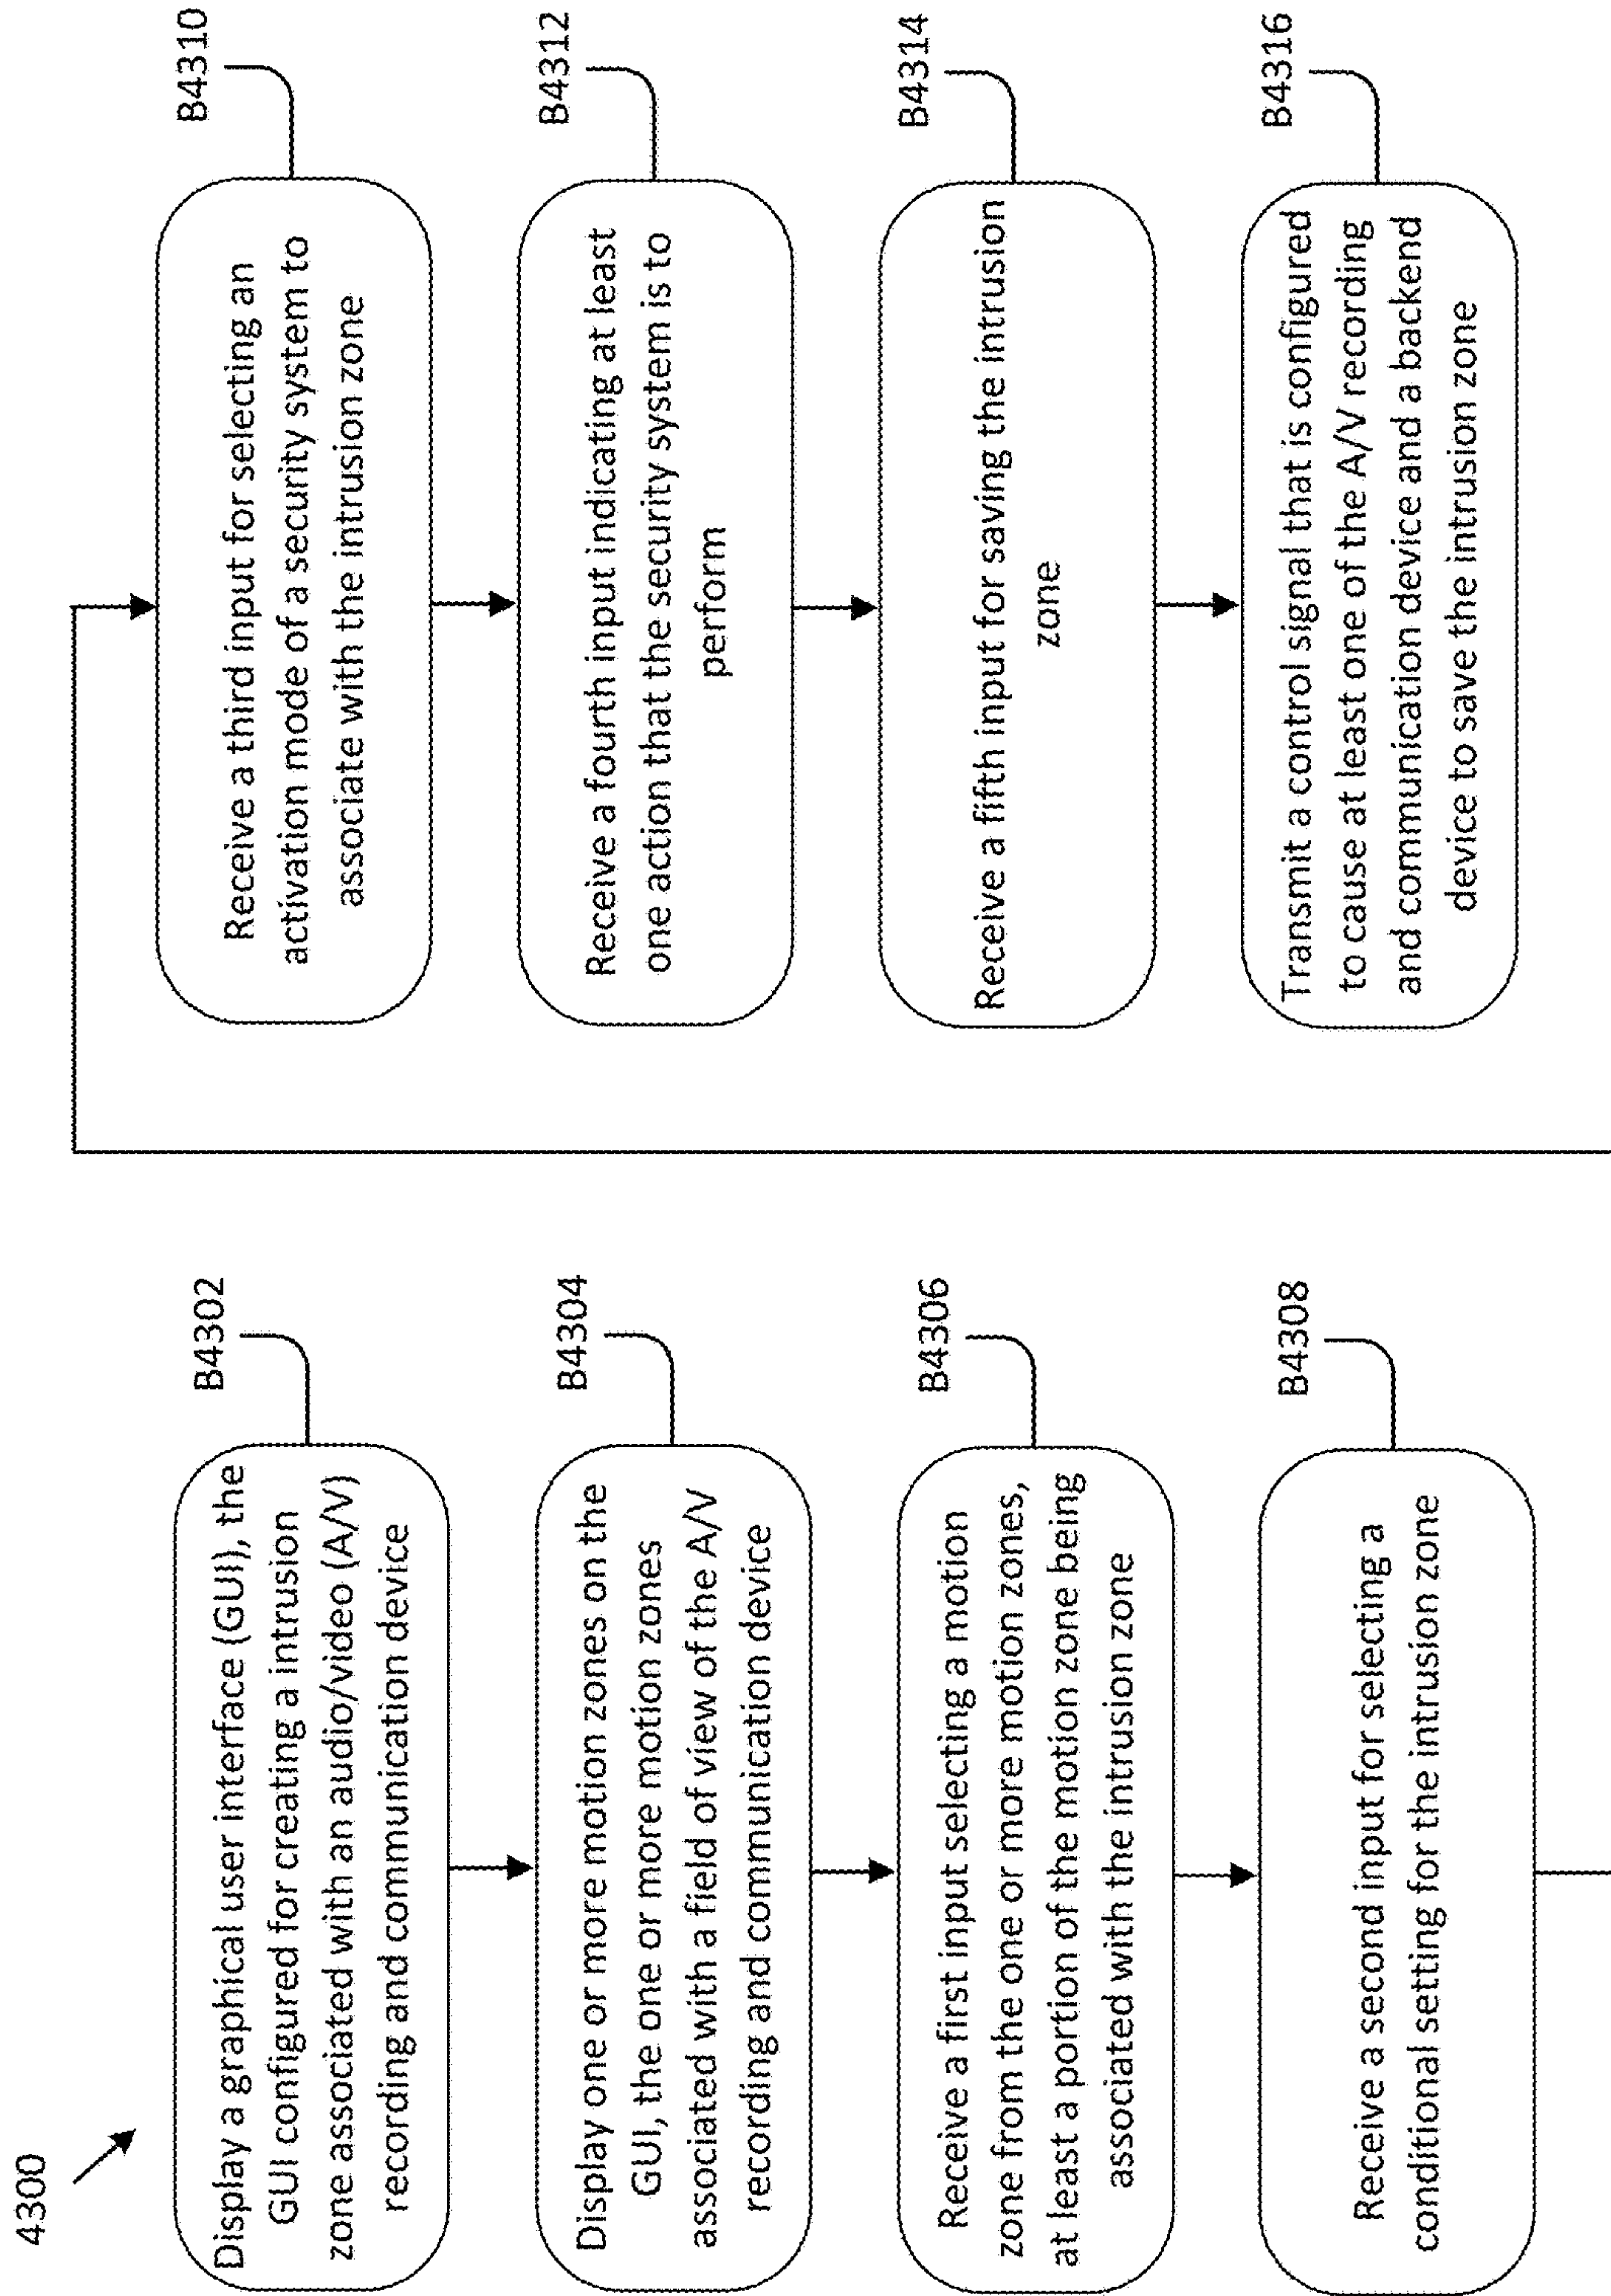 4300
B4302
Display a graphical user interface (GUI), the
GUI configured for creating a intrusion
zone associated with an audio/video (A/V)
recording and communication device
B4304
Display one or more motion zones on the
GUI, the one or more motion zones
associated with a field of view of the A/V
recording and communication device
B4306
Receive a first input selecting a motion
zone from the one or more motion zones,
at least a portion of the motion zone being
associated with the intrusion zone
B4308
Receive a second input for selecting a
conditional setting for the intrusion zone
B4310
Receive a third input for selecting an
activation mode of a security system to
associate with the intrusion zone
B4312
Receive a fourth input indicating at least
one action that the security system is to
perform
B4314
Receive a fifth input for saving the intrusion
zone
B4316
Transmit a control signal that is configured
to cause at least one of the A/V recording
and communication device and a backend
device to save the intrusion zone